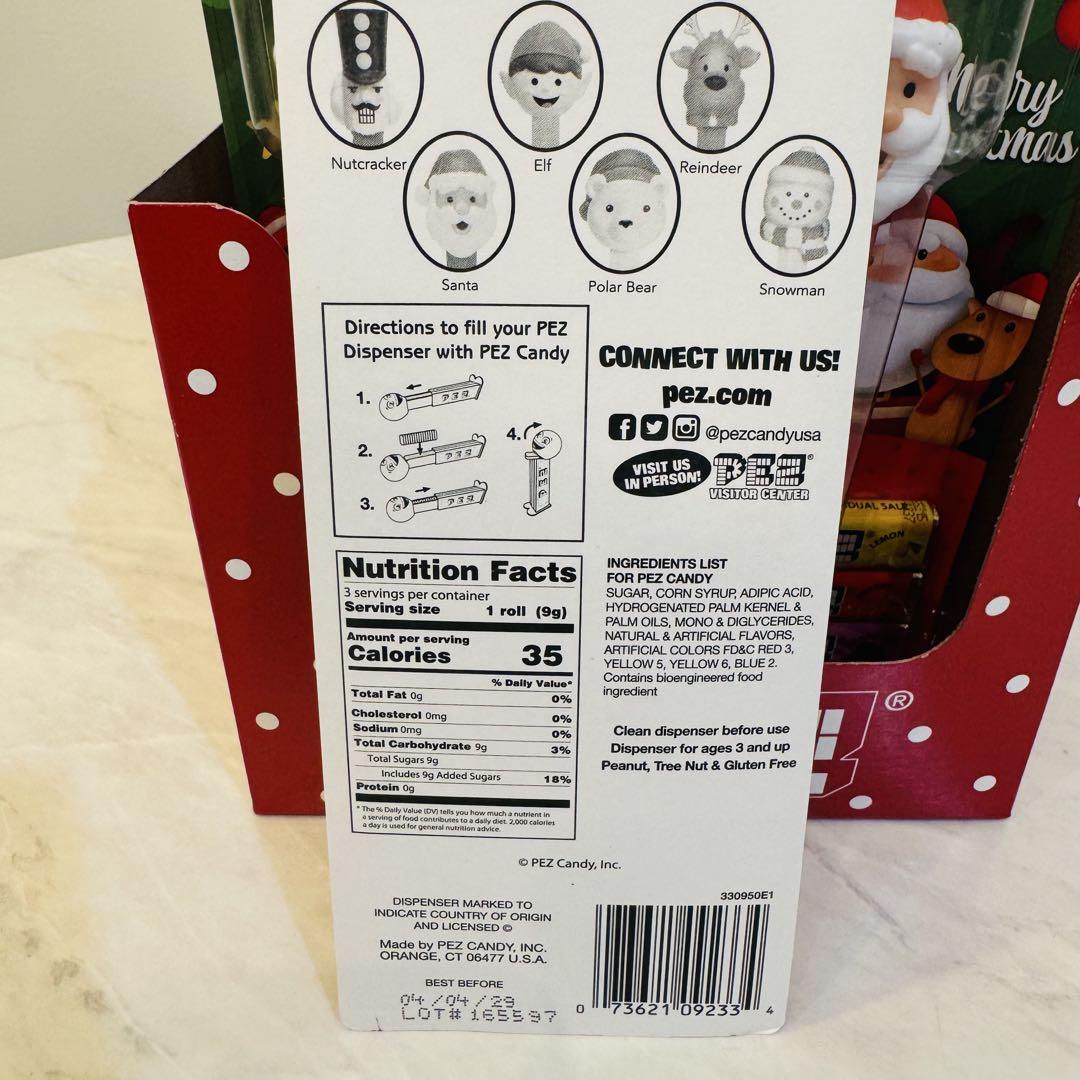 Nutcracker
Elf
Reindeer
Santa
Polar Bear
Snowman
Merry
Directions to fill your PEZ
Dispenser with PEZ Candy
1.
PEZ
2.
PEZ
3.
PEZ
4.
PEZ
CONNECT WITH US!
pez.com
@pezcandyusa
VISIT US
IN PERSON!
PEZ®
VISITOR CENTER
LEMON
Nutrition Facts
3 servings per container
Serving size 1 roll (9g)
Amount per serving
Calories 35
% Daily Value*
Total Fat 0g 0%
Cholesterol 0mg 0%
Sodium 0mg 0%
Total Carbohydrate 9g 3%
Total Sugars 9g
Includes 9g Added Sugars 18%
Protein 0g
* The % Daily Value (DV) tells you how much a nutrient in
a serving of food contributes to a daily diet. 2,000 calories
a day is used for general nutrition advice.
INGREDIENTS LIST
FOR PEZ CANDY
SUGAR, CORN SYRUP, ADIPIC ACID,
HYDROGENATED PALM KERNEL &
PALM OILS, MONO & DIGLYCERIDES,
NATURAL & ARTIFICIAL FLAVORS,
ARTIFICIAL COLORS FD&C RED 3,
YELLOW 5, YELLOW 6, BLUE 2.
Contains bioengineered food
ingredient
Clean dispenser before use
Dispenser for ages 3 and up
Peanut, Tree Nut & Gluten Free
®
© PEZ Candy, Inc.
DISPENSER MARKED TO
INDICATE COUNTRY OF ORIGIN
AND LICENSED ©
Made by PEZ CANDY, INC.
ORANGE, CT 06477 U.S.A.
BEST BEFORE
04/04/29
LOT# 165597
330950E1
0 73621 09233 4